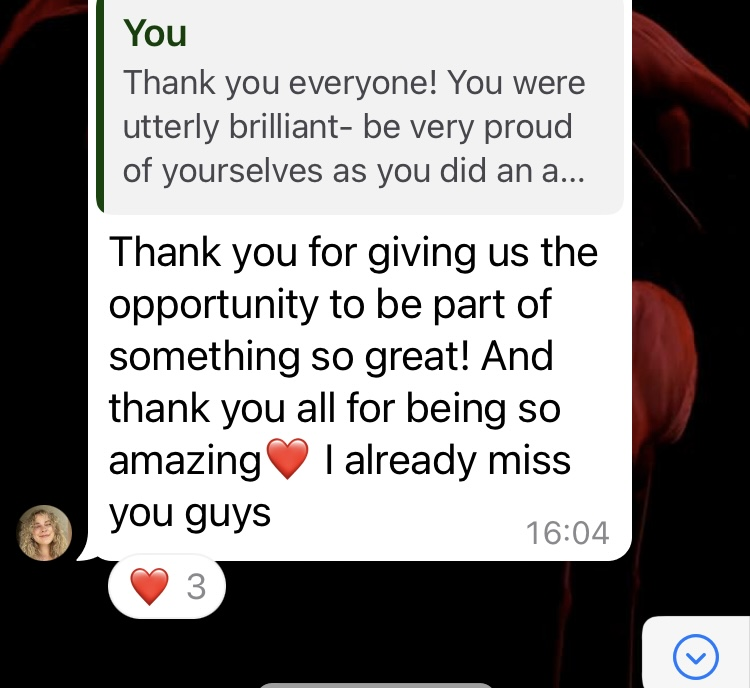 You
Thank you everyone! You were
utterly brilliant- be very proud
of yourselves as you did an a...
Thank you for giving us the
opportunity to be part of
something so great! And
thank you all for being so
amazing❤️ I already miss
you guys
16:04
❤️ 3